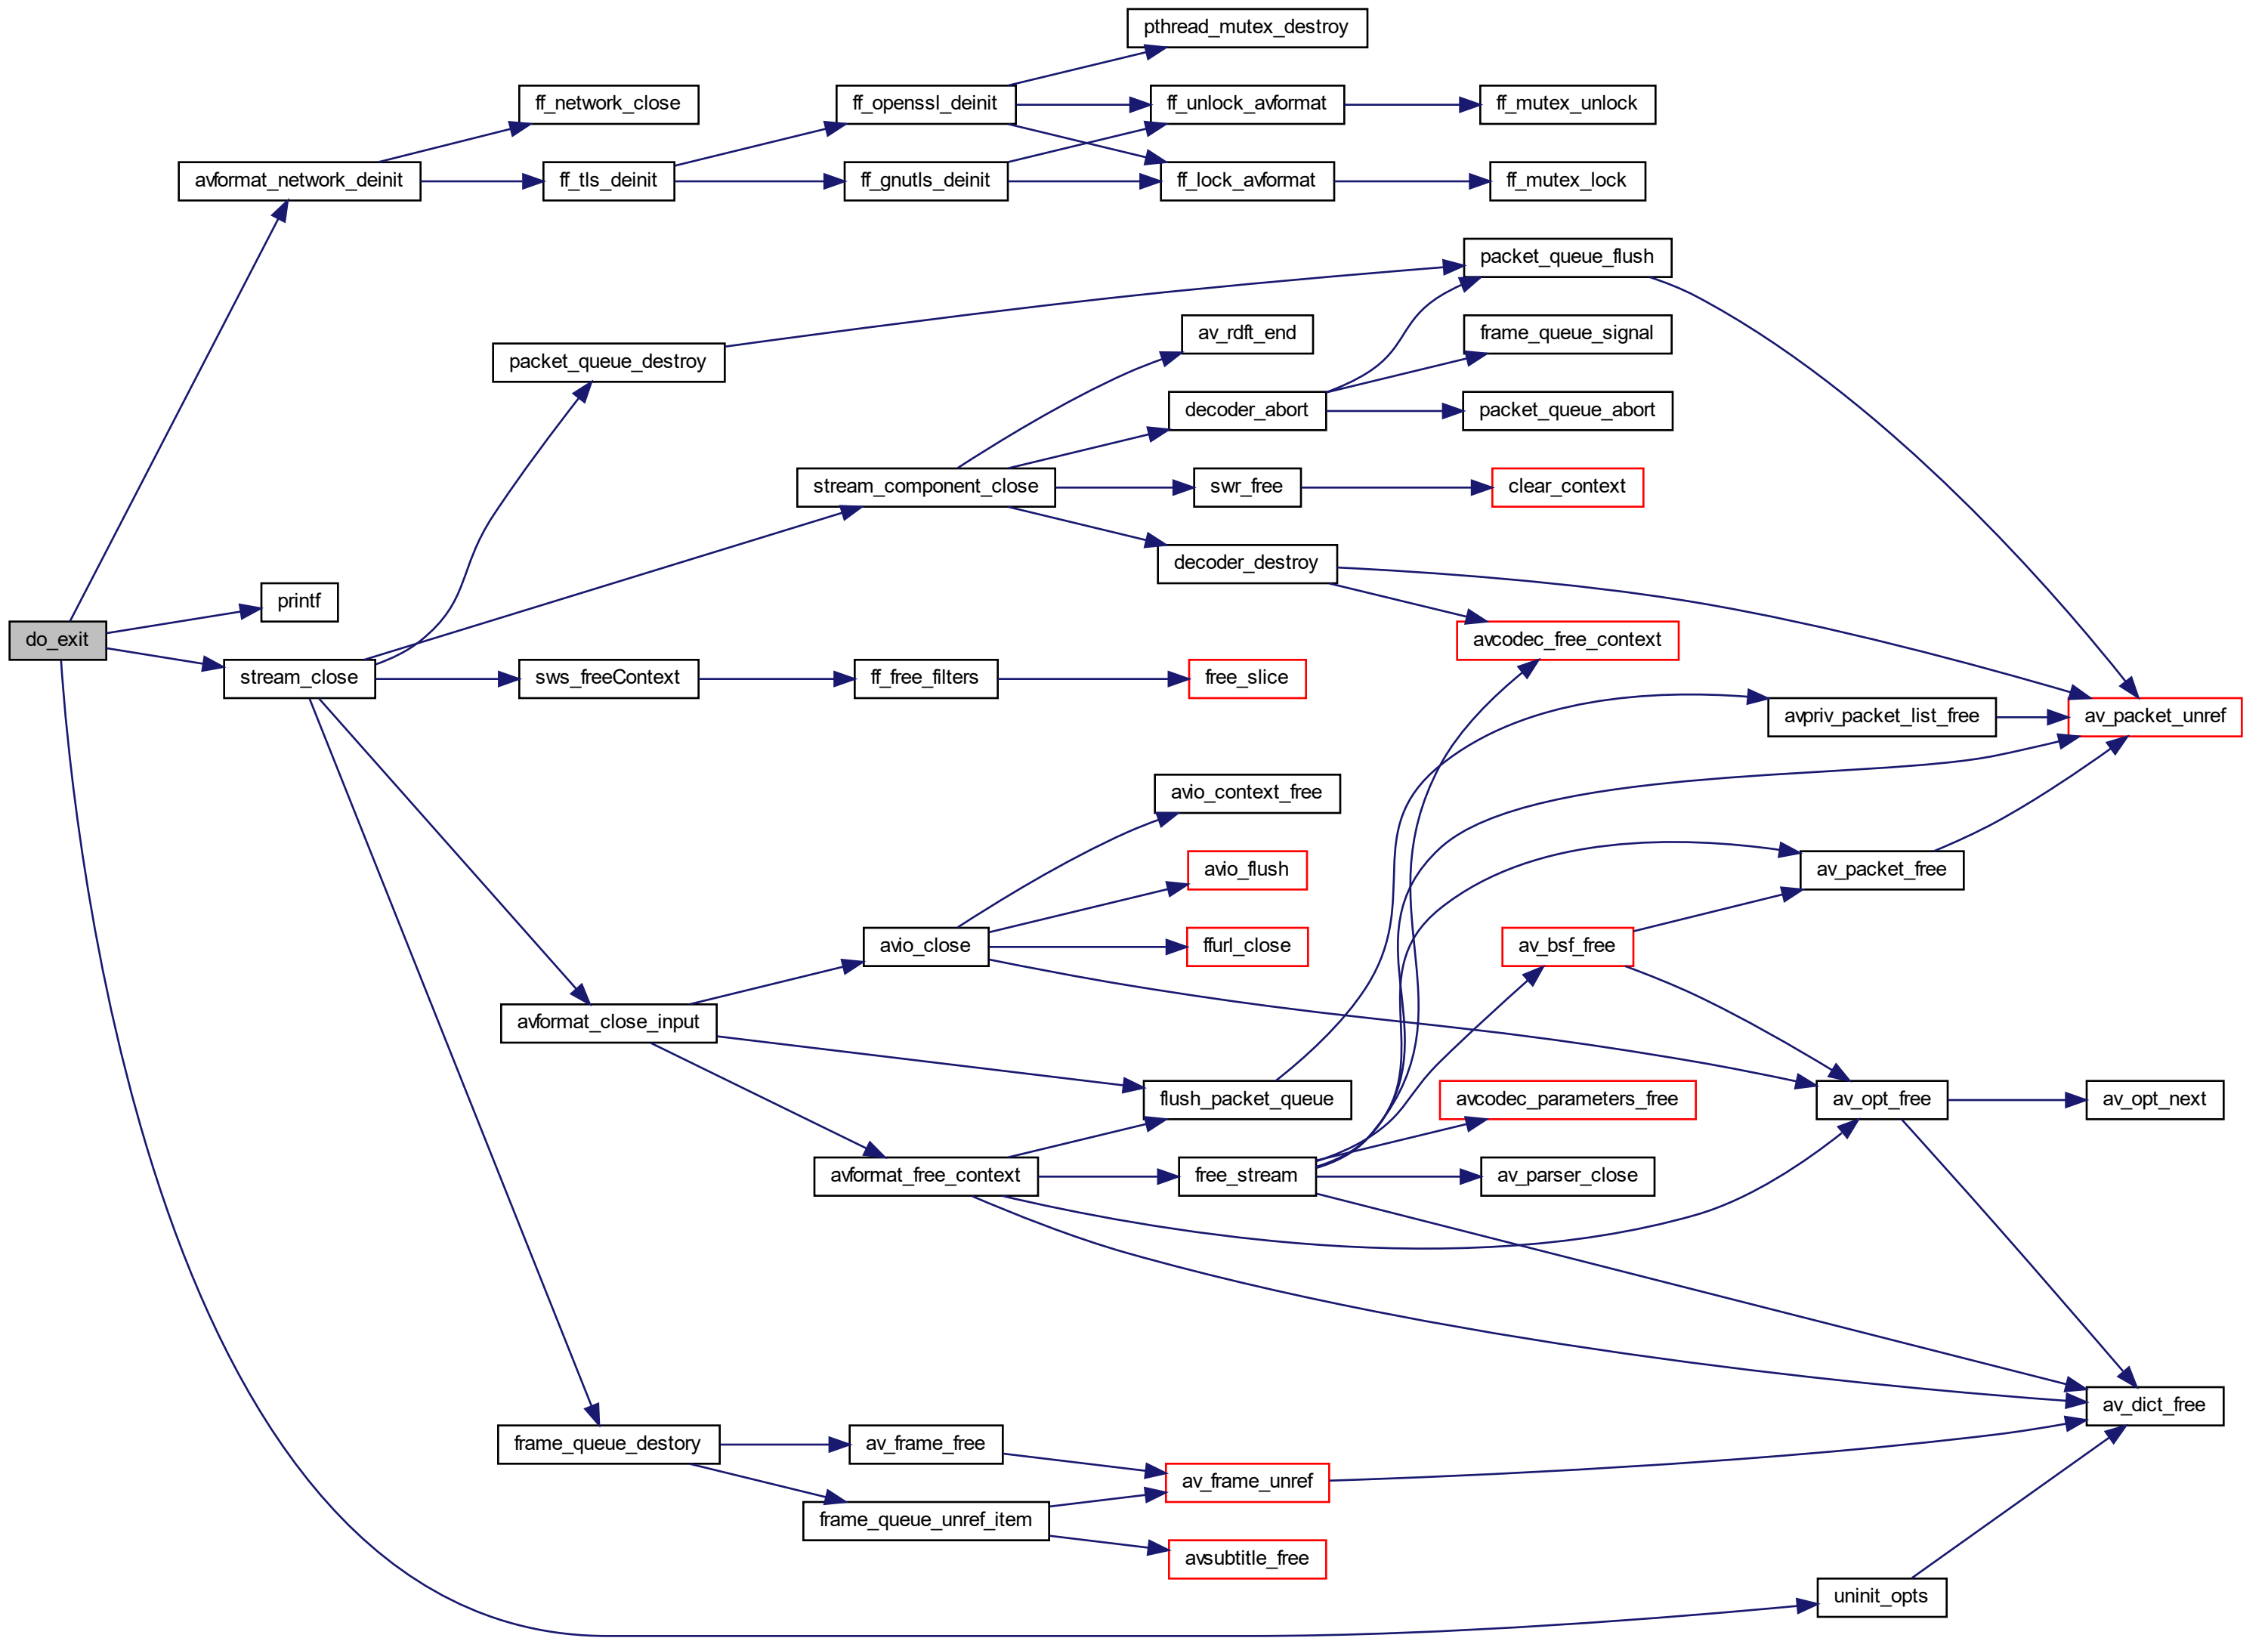 pthread_mutex_destroy
ff_network_close
ff_openssl_deinit
ff_unlock_avformat
ff_mutex_unlock
avformat_network_deinit
ff_tls_deinit
ff_gnutls_deinit
ff_lock_avformat
ff_mutex_lock
packet_queue_flush
av_rdft_end
frame_queue_signal
packet_queue_destroy
decoder_abort
packet_queue_abort
stream_component_close
swr_free
clear_context
decoder_destroy
printf
do_exit
avcodec_free_context
stream_close
sws_freeContext
ff_free_filters
free_slice
avpriv_packet_list_free
av_packet_unref
avio_context_free
avio_flush
av_packet_free
avio_close
ffurl_close
av_bsf_free
avformat_close_input
flush_packet_queue
avcodec_parameters_free
av_opt_free
av_opt_next
avformat_free_context
free_stream
av_parser_close
av_dict_free
frame_queue_destory
av_frame_free
av_frame_unref
frame_queue_unref_item
avsubtitle_free
uninit_opts